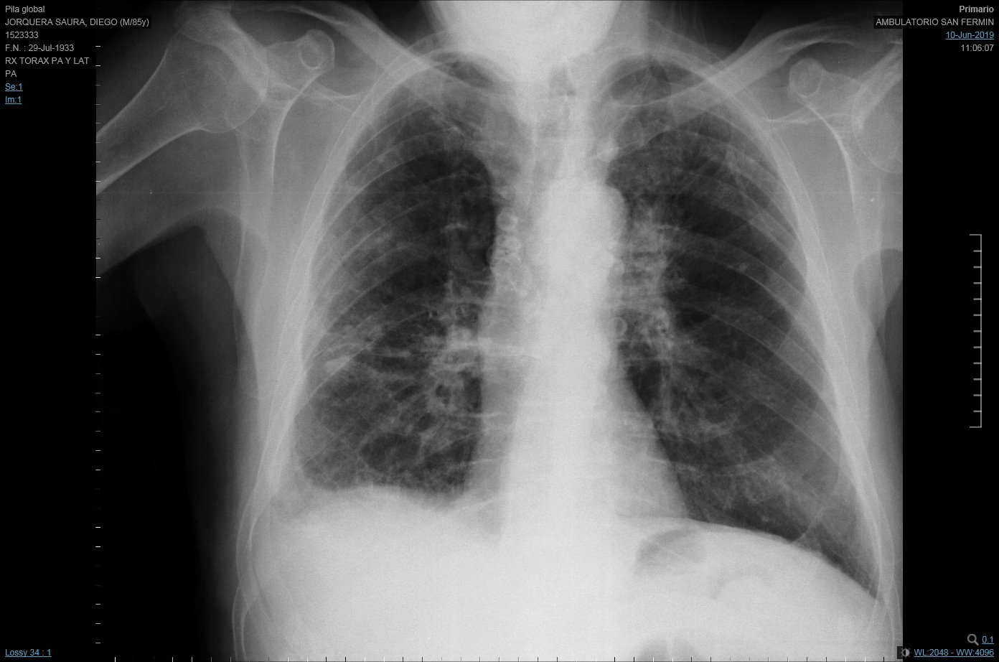 Pila global
JORQUERA SAURA, DIEGO (M/85y)
1523333
F.N. : 29-Jul-1933
RX TORAX PA Y LAT
PA
Se:1
Im:1
Primario
AMBULATORIO SAN FERMIN
10-Jun-2019
11:06:07
Lossy 34 : 1
0.1
WL:2048 - WW:4096